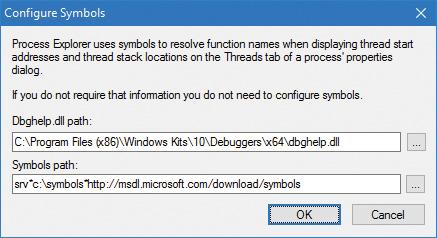 Configure Symbols
Process Explorer uses symbols to resolve function names when displaying thread start
addresses and thread stack locations on the Threads tab of a process' properties
dialog.
If you do not require that information you do not need to configure symbols.
Dbghelp.dll path:
C:\Program Files (x86)\Windows Kits\10\Debuggers\x64\dbghelp.dll
...
Symbols path:
srv*c:\symbols*http://msdl.microsoft.com/download/symbols
...
OK Cancel